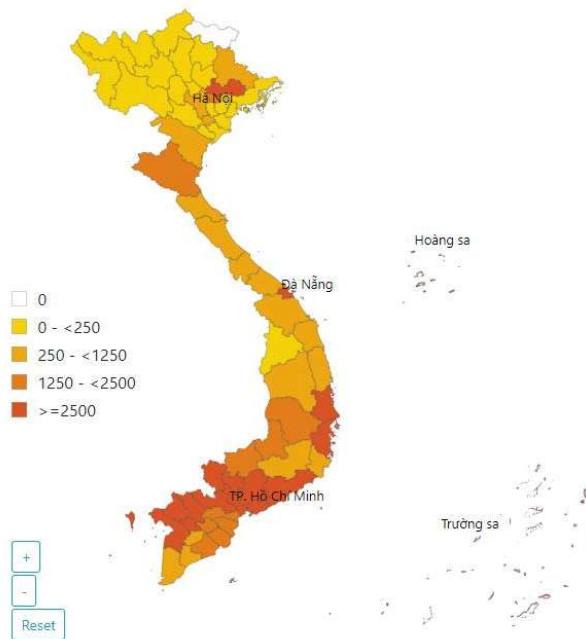 Hà Nội
Hoàng sa
Đà Nẵng
0
0 - <250
250 - <1250
1250 - <2500
>=2500
TP. Hồ Chí Minh
Trường sa
+
-
Reset